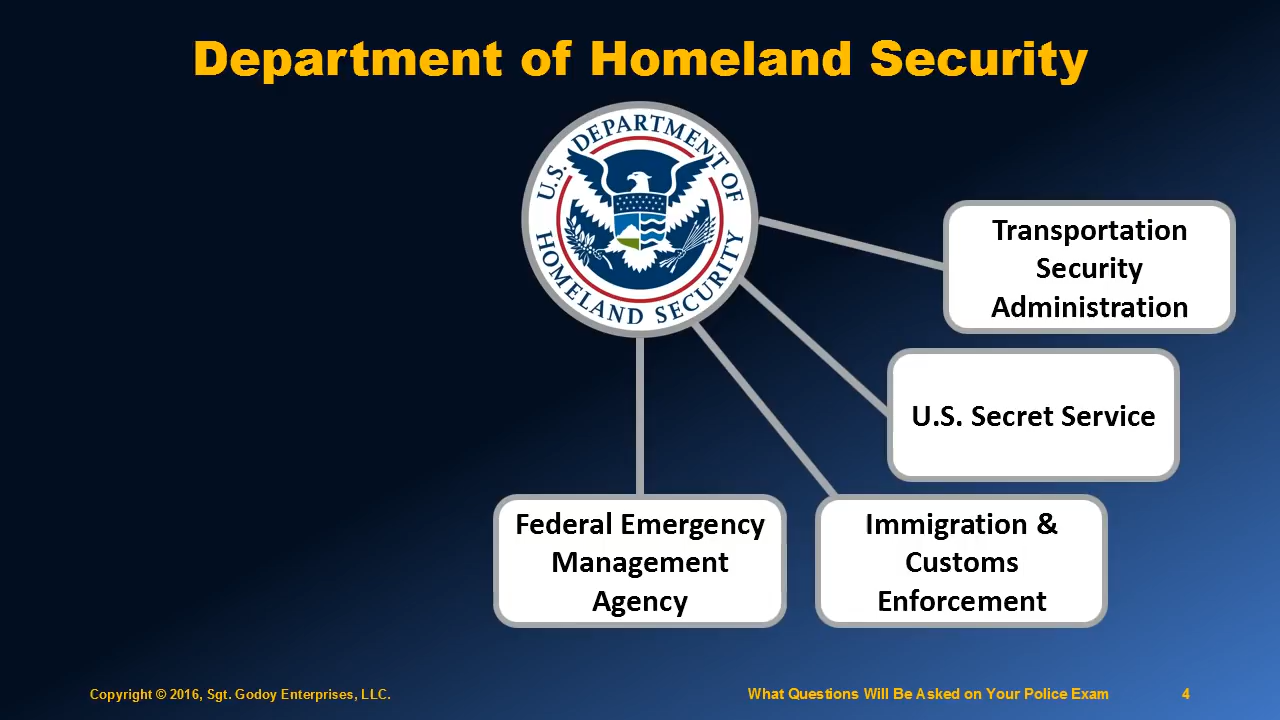 Department of Homeland Security
U.S. DEPARTMENT OF
HOMELAND SECURITY
Transportation
Security
Administration
U.S. Secret Service
Federal Emergency
Management
Agency
Immigration &
Customs
Enforcement
Copyright © 2016, Sgt. Godoy Enterprises, LLC.
What Questions Will Be Asked on Your Police Exam
4